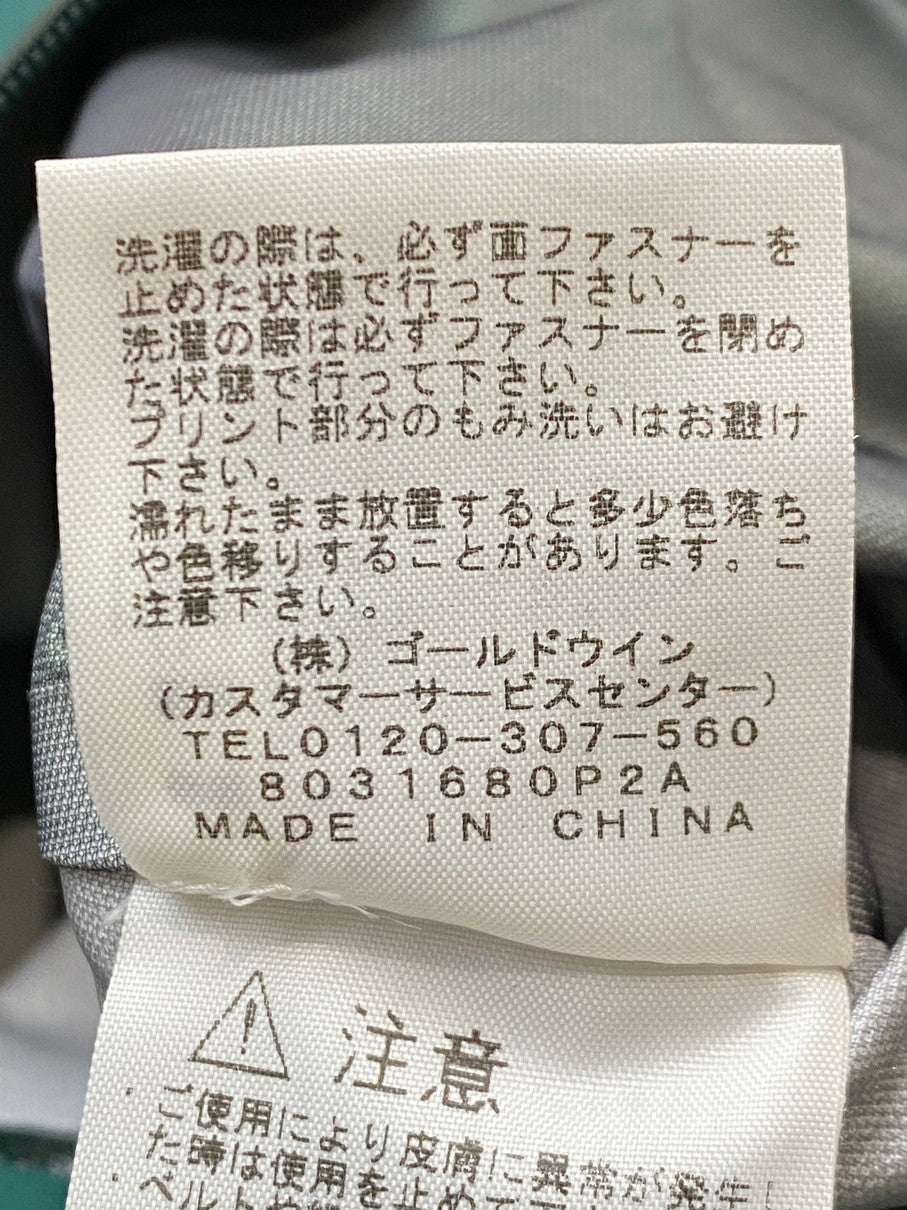 洗濯の際は、必ず面ファスナーを
止めた状態で行って下さい。
洗濯の際は必ずファスナーを閉め
た状態で行って下さい。
プリント部分のもみ洗いはお避け
下さい。
濡れたまま放置すると多少色落ち
や色移りすることがあります。ご
注意下さい。
(株)ゴールドウイン
(カスタマーサービスセンター)
TEL0120-307-560
8031680P2A
MADE IN CHINA
注意
・ご使用により皮膚に異常が発生し
た時は使用を止めて下
・ベルト